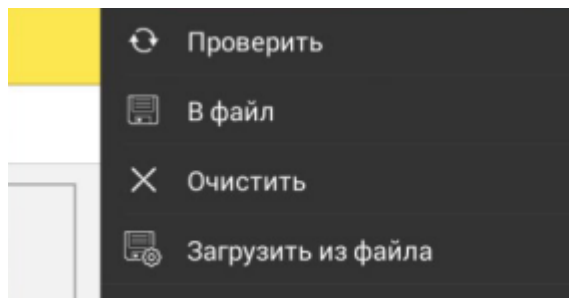 Проверить
В файл
Очистить
Загрузить из файла